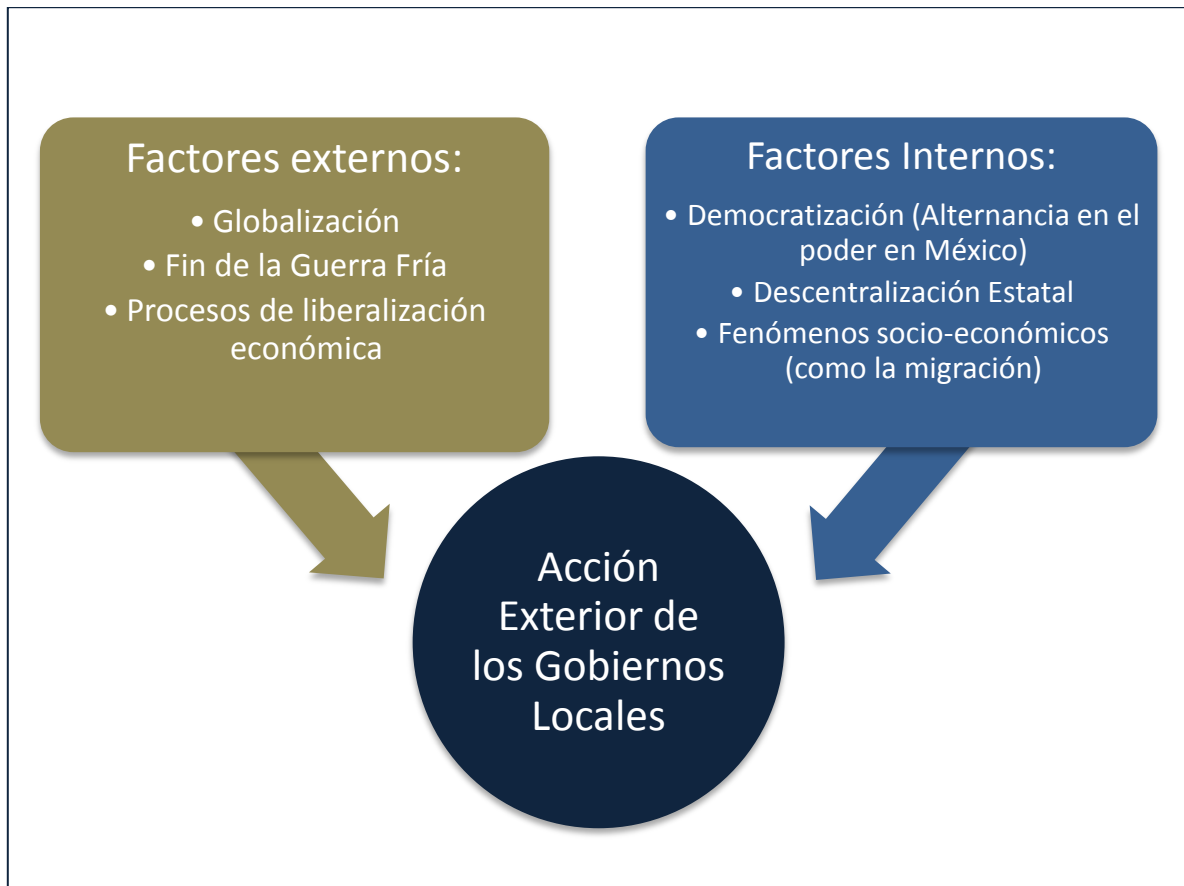 Factores externos:
• Globalización
• Fin de la Guerra Fría
• Procesos de liberalización
económica
Factores Internos:
• Democratización (Alternancia en el
poder en México)
• Descentralización Estatal
• Fenómenos socio-económicos
(como la migración)
Acción
Exterior de
los Gobiernos
Locales